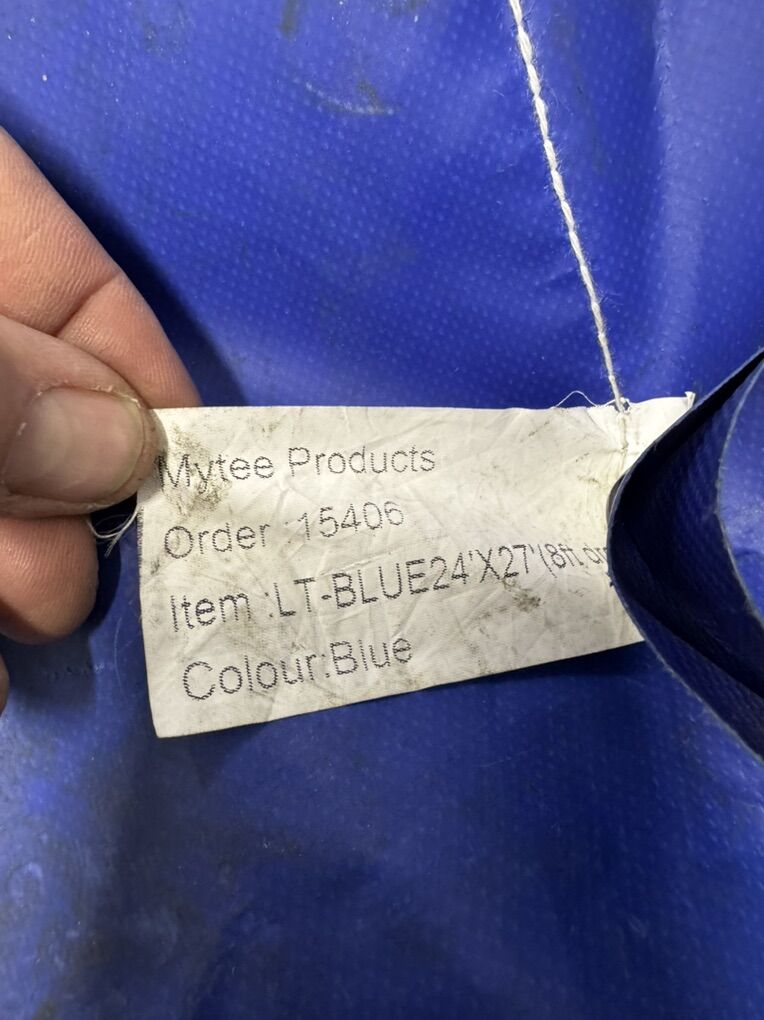 Mytee Products
Order :15406
Item :LT-BLUE24'X27'(8ft
Colour:Blue